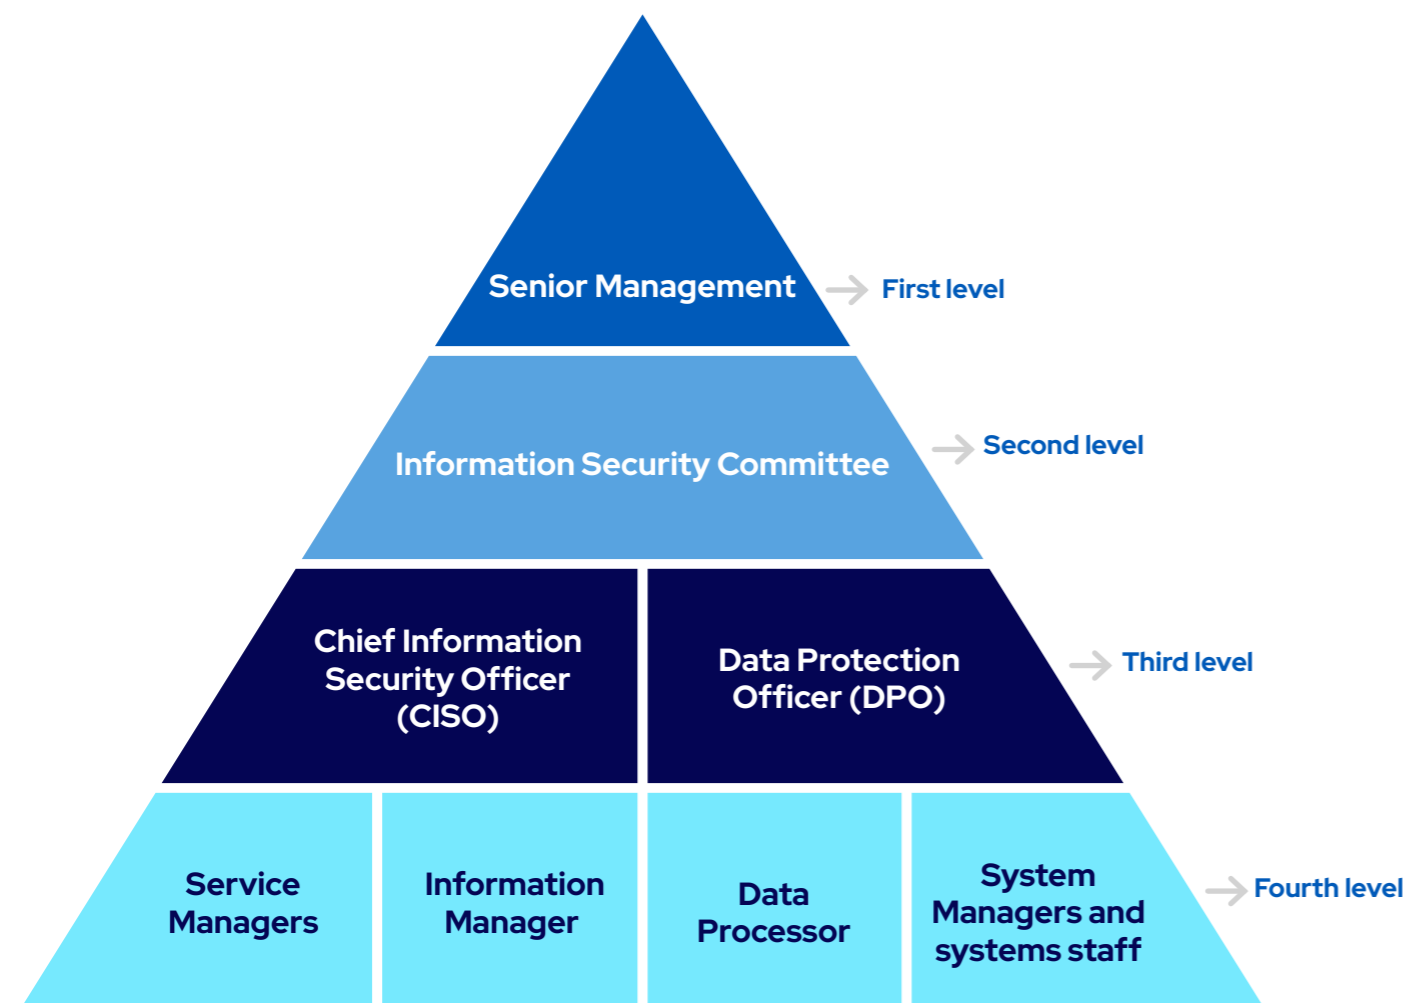 Senior Management
First level
Information Security Committee
Second level
Chief Information
Security Officer
(CISO)
Data Protection
Officer (DPO)
Third level
Service
Managers
Information
Manager
Data
Processor
System
Managers and
systems staff
Fourth level